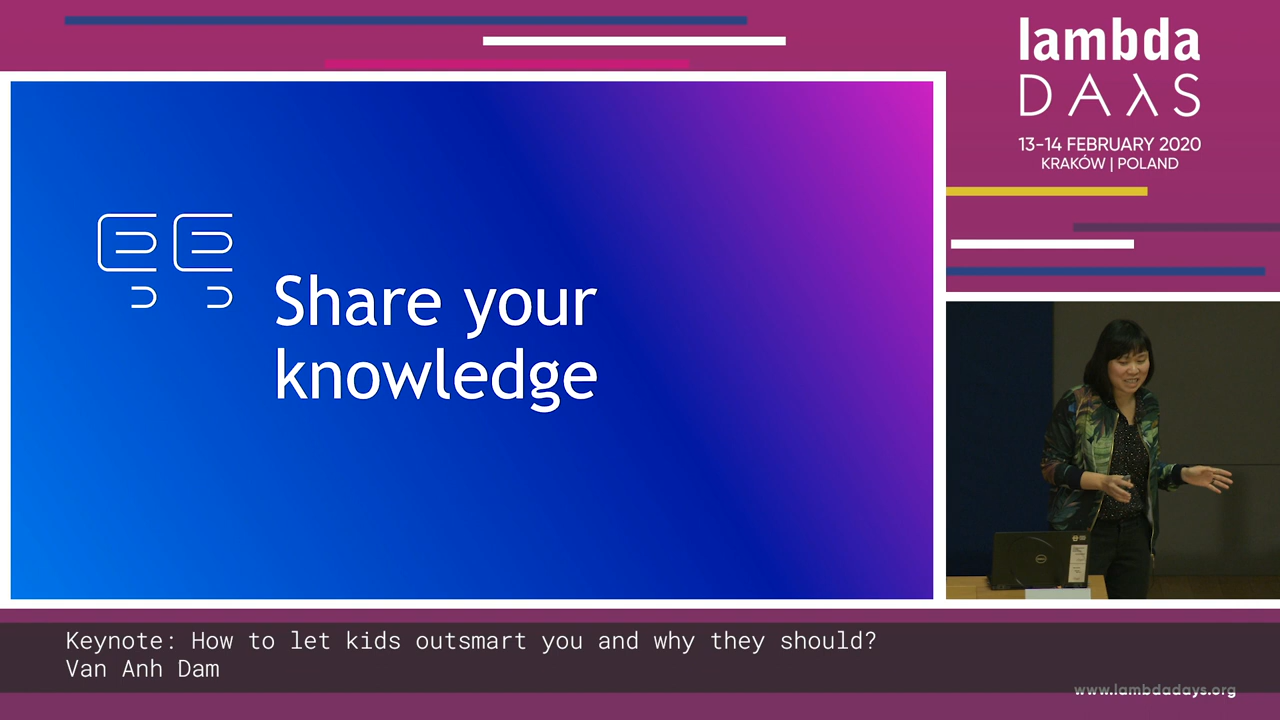 lambda
DAλS
13-14 FEBRUARY 2020
KRAKÓW | POLAND
Share your
knowledge
DELL
Keynote: How to let kids outsmart you and why they should?
Van Anh Dam
www.lambdadays.org